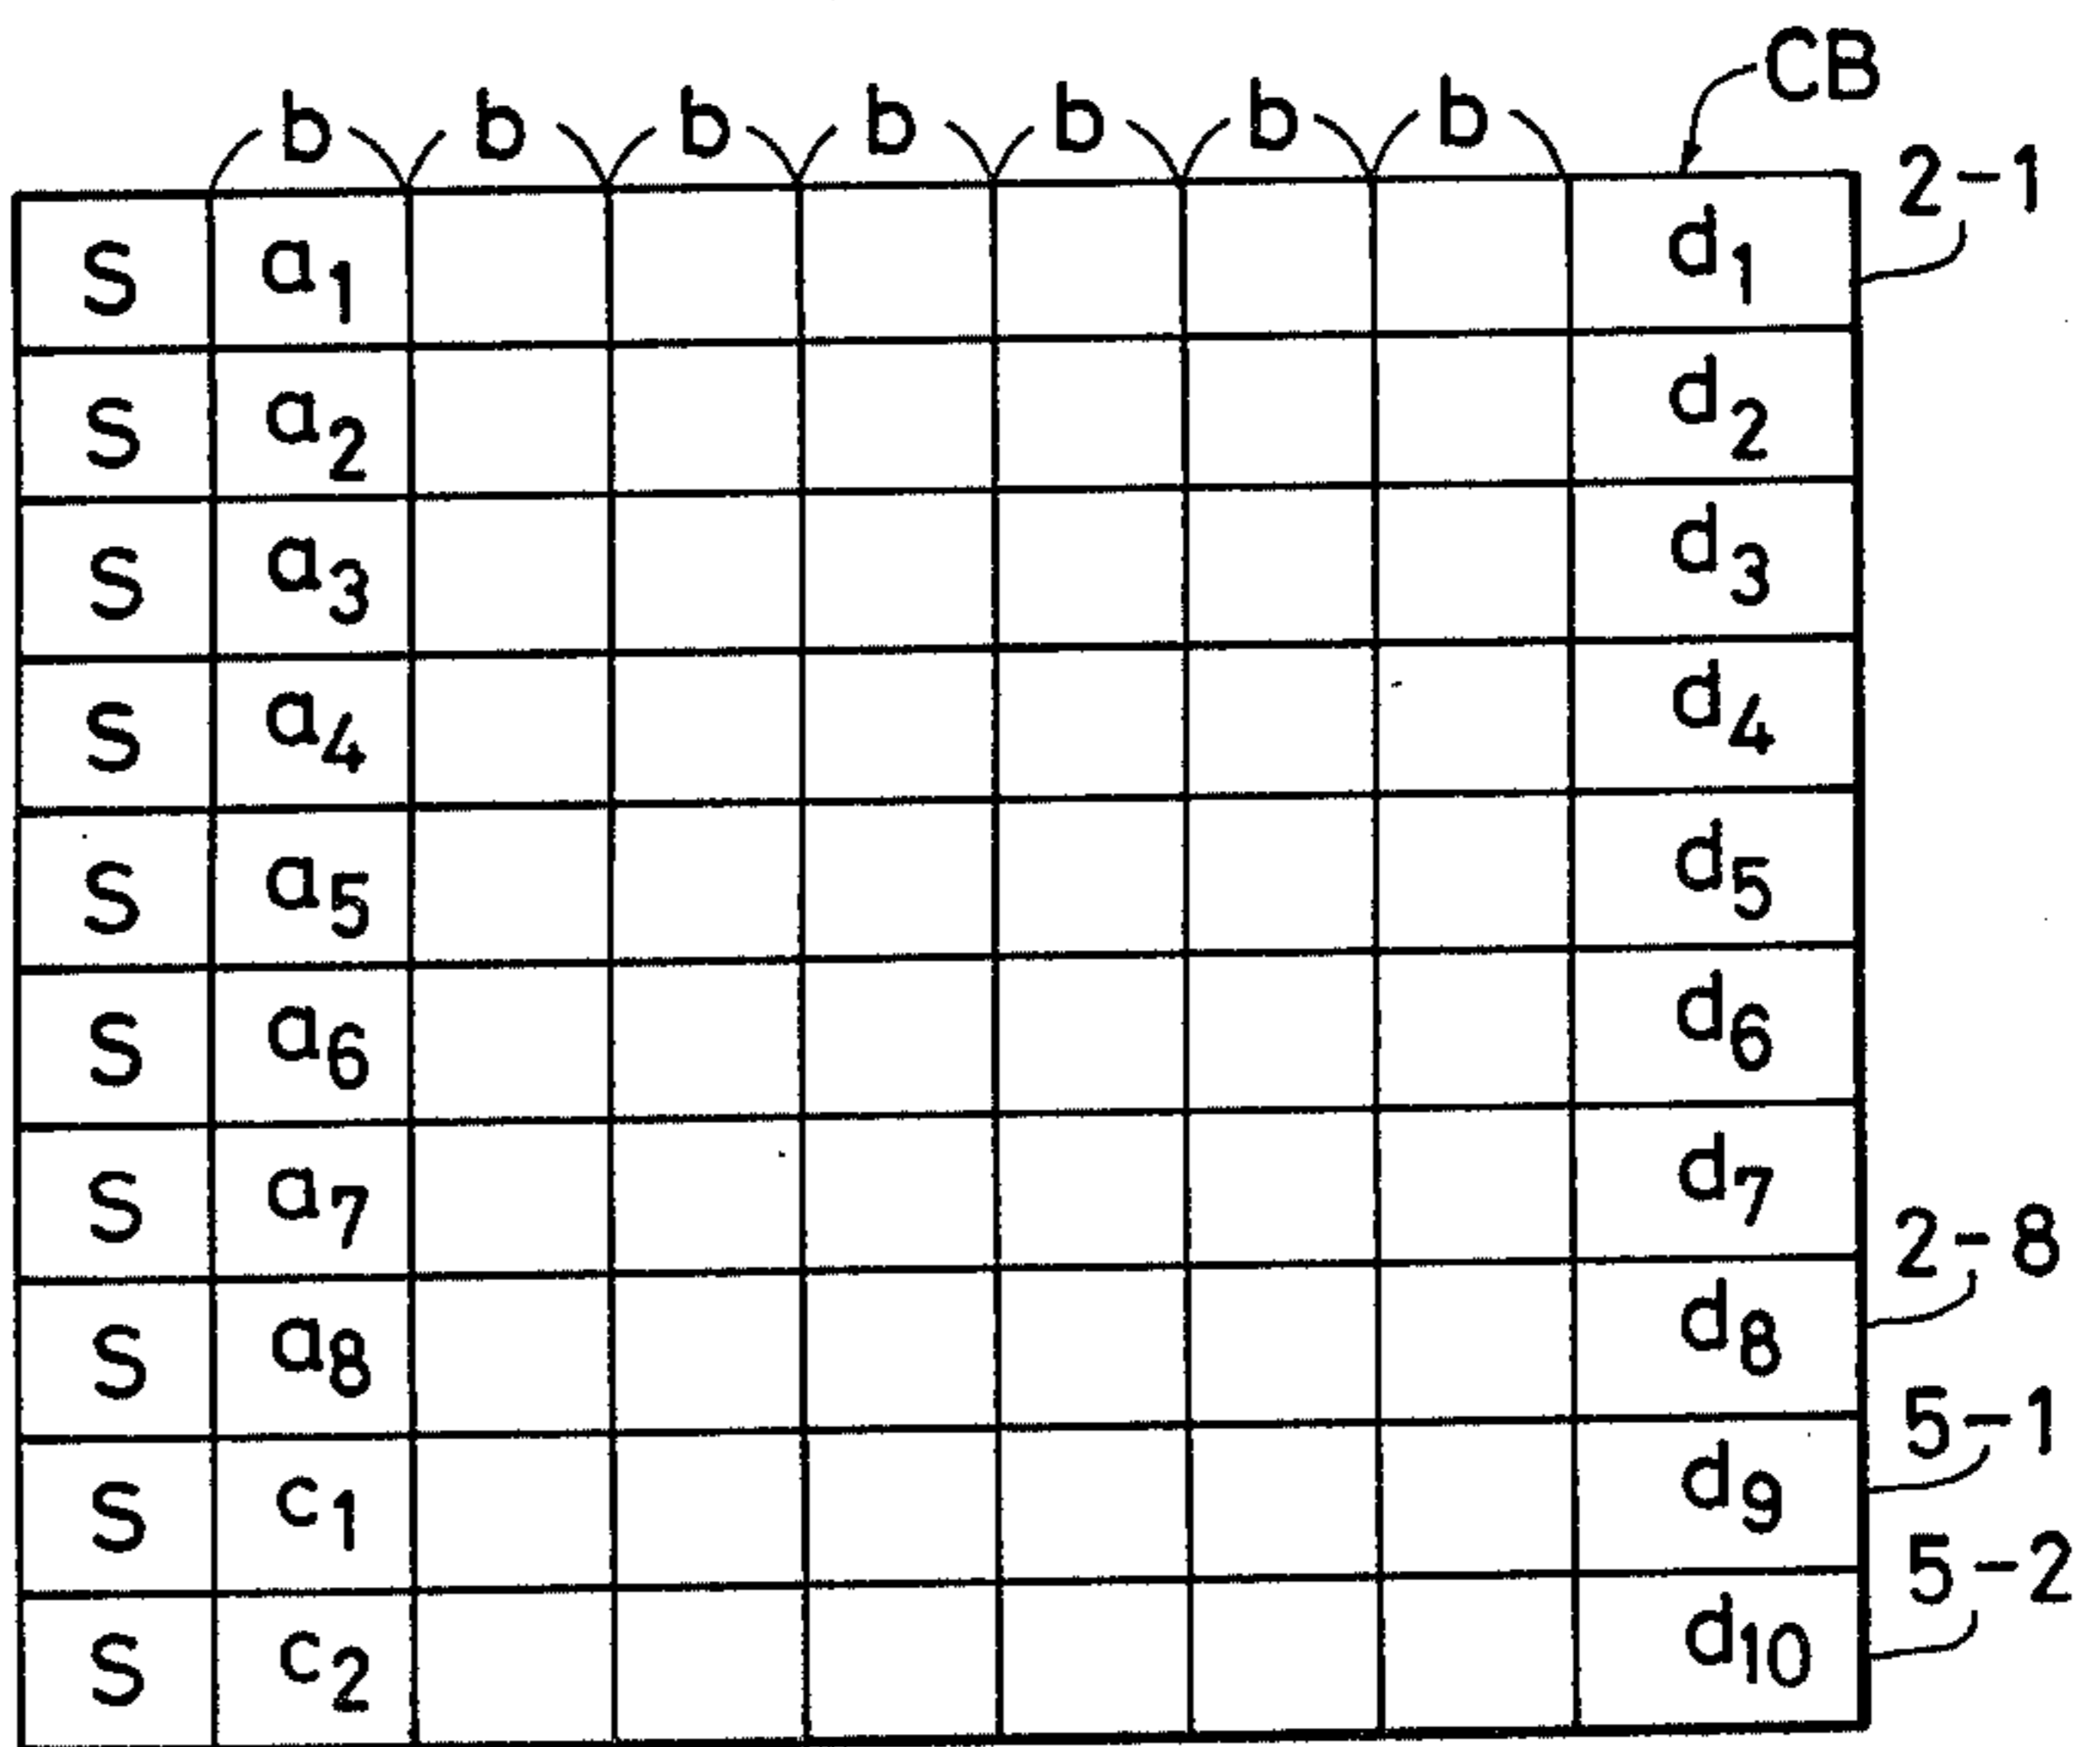 CB
b b b b b b b
2-1
S a1 d1
S a2 d2
S a3 d3
S a4 d4
S a5 d5
S a6 d6
S a7 d7
2-8
S a8 d8
5-1
S c1 d9
5-2
S c2 d10